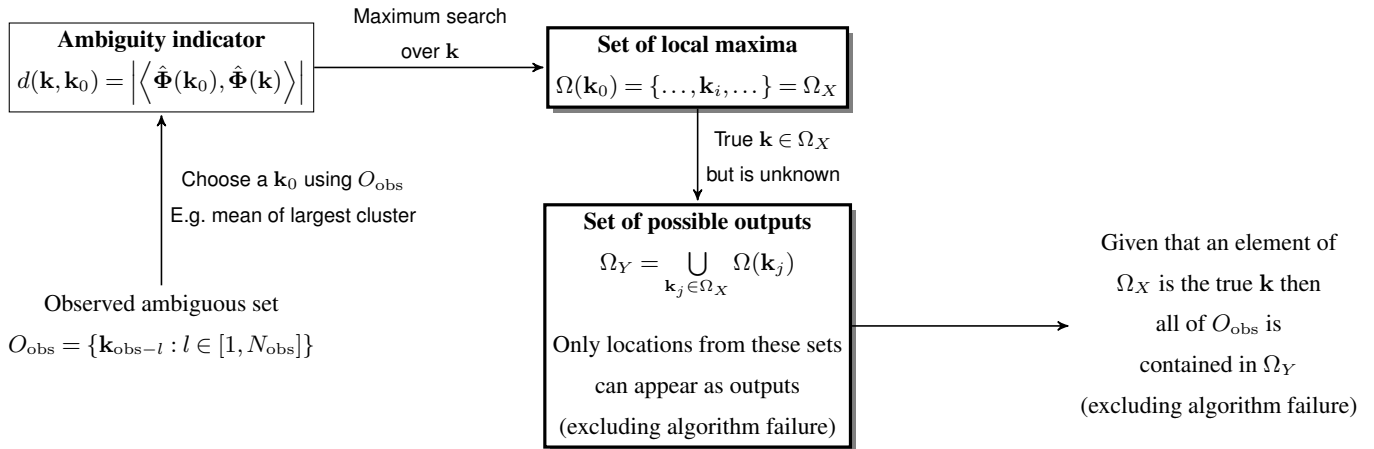 Ambiguity indicator
d(𝐤, 𝐤₀) = |⟨Φ̂(𝐤₀), Φ̂(𝐤)⟩|
Maximum search
over 𝐤
Set of local maxima
Ω(𝐤₀) = {…, 𝐤ᵢ, …} = Ω_X
Choose a 𝐤₀ using O_obs
E.g. mean of largest cluster
Observed ambiguous set
O_obs = {𝐤_obs−l : l ∈ [1, N_obs]}
True 𝐤 ∈ Ω_X
but is unknown
Set of possible outputs
Ω_Y = ⋃ Ω(𝐤ⱼ)
𝐤ⱼ∈Ω_X
Only locations from these sets
can appear as outputs
(excluding algorithm failure)
Given that an element of
Ω_X is the true 𝐤 then
all of O_obs is
contained in Ω_Y
(excluding algorithm failure)